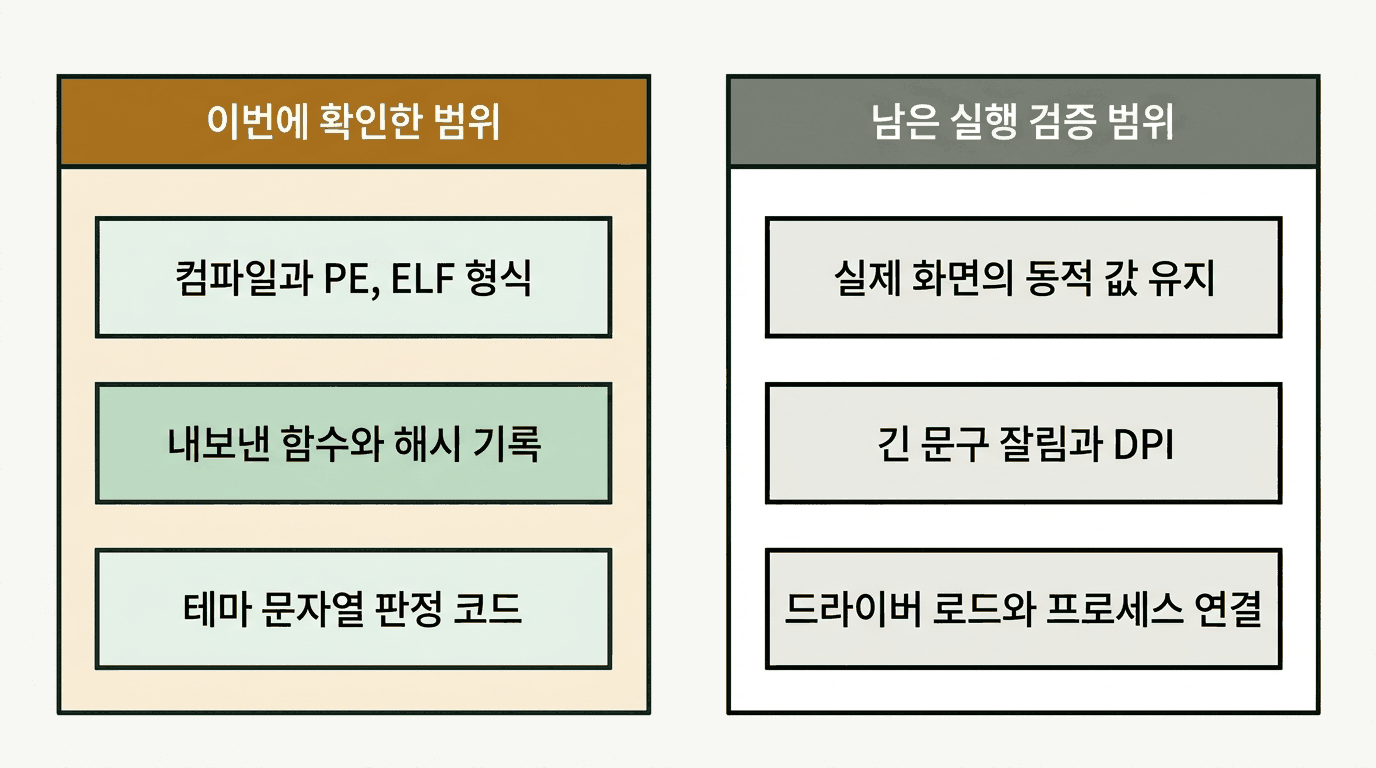 이번에 확인한 범위
컴파일과 PE, ELF 형식
내보낸 함수와 해시 기록
테마 문자열 판정 코드
남은 실행 검증 범위
실제 화면의 동적 값 유지
긴 문구 잘림과 DPI
드라이버 로드와 프로세스 연결